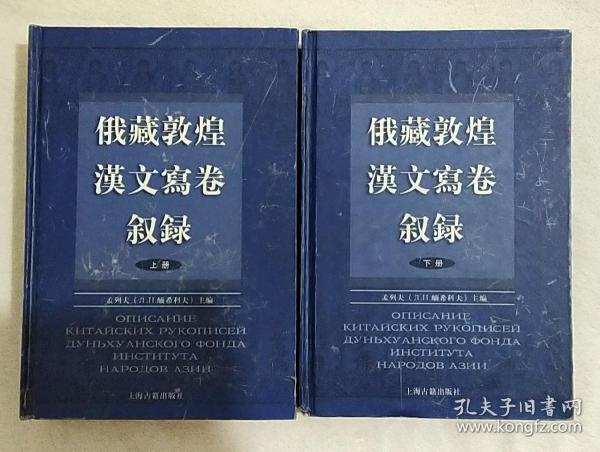 俄藏敦煌
漢文寫卷
叙録
上册
孟列夫(Л.П.緬希科夫)主編
ОПИСАНИЕ
КИТАЙСКИХ РУКОПИСЕЙ
ДУНЬХУАНСКОГО ФОНДА
ИНСТИТУТА
НАРОДОВ АЗИИ
上海古籍出版社
俄藏敦煌
漢文寫卷
叙録
下册
孟列夫(Л.П.緬希科夫)主編
ОПИСАНИЕ
КИТАЙСКИХ РУКОПИСЕЙ
ДУНЬХУАНСКОГО ФОНДА
ИНСТИТУТА
НАРОДОВ АЗИИ
上海古籍出版社
孔夫子旧书网
www.kongfz.com